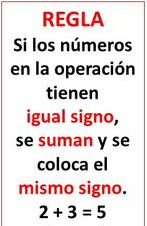 REGLA
Si los números
en la operación
tienen
igual signo,
se suman y se
coloca el
mismo signo.
2 + 3 = 5